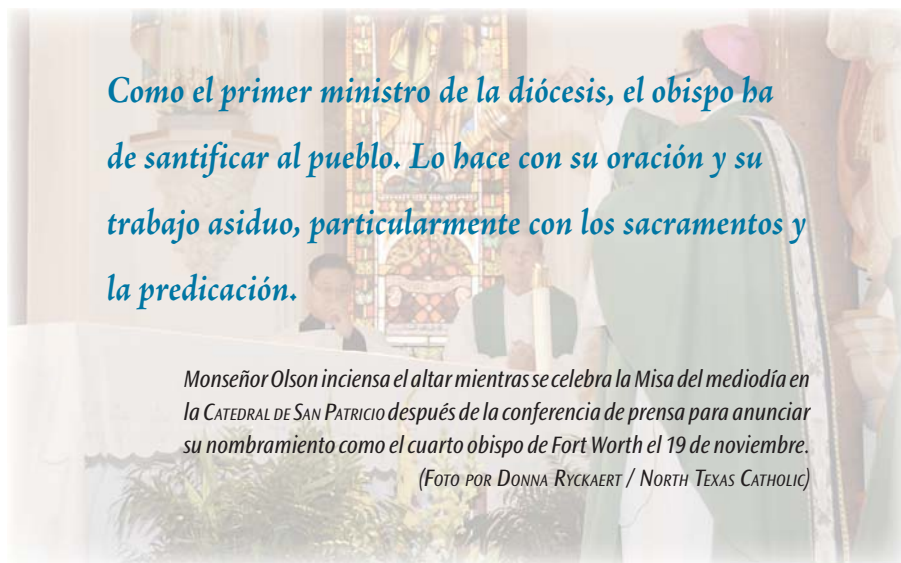 Como el primer ministro de la diócesis, el obispo ha
de santificar al pueblo. Lo hace con su oración y su
trabajo asiduo, particularmente con los sacramentos y
la predicación.
Monseñor Olson inciensa el altar mientras se celebra la Misa del mediodía en
la Catedral de San Patricio después de la conferencia de prensa para anunciar
su nombramiento como el cuarto obispo de Fort Worth el 19 de noviembre.
(Foto por Donna Ryckaert / North Texas Catholic)